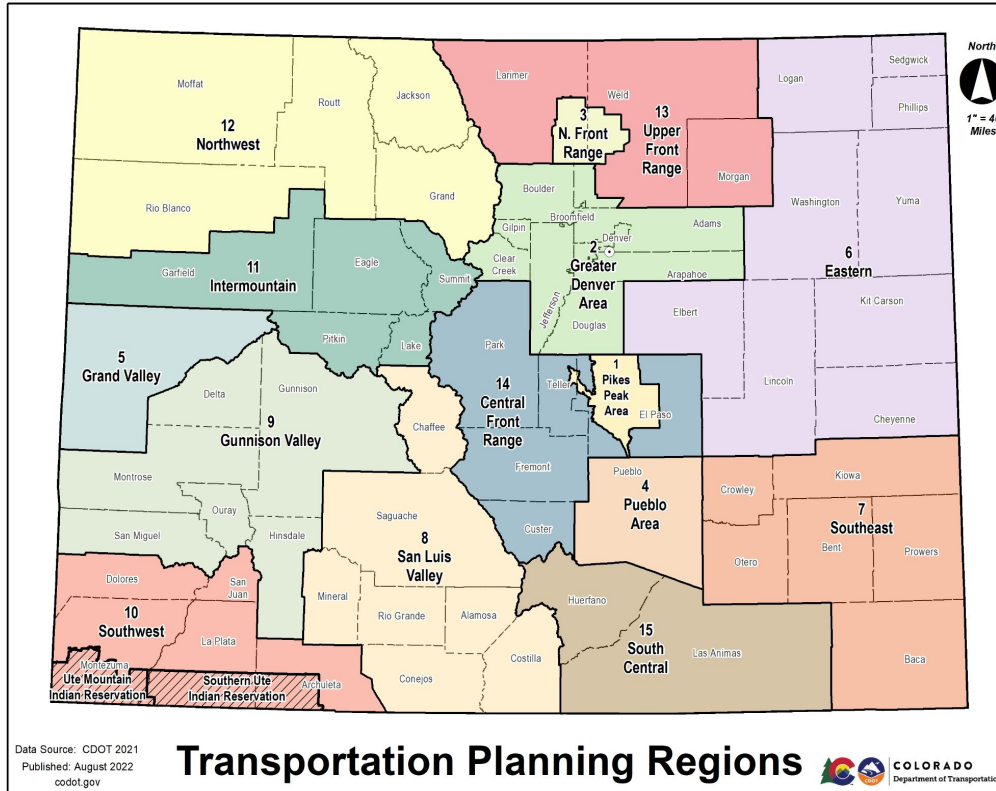 North
1" = 4
Miles
Moffat
Routt
Jackson
Larimer
Weld
Logan
Sedgwick
Phillips
12
Northwest
3
N. Front
Range
13
Upper
Front
Range
Morgan
Washington
Yuma
Rio Blanco
Grand
Boulder
Broomfield
Gilpin
Adams
Denver
Clear
Creek
2
Greater
Denver
Area
Arapahoe
6
Eastern
Garfield
11
Intermountain
Eagle
Summit
Jefferson
Douglas
Elbert
Kit Carson
Pitkin
Lake
Park
5
Grand Valley
Delta
Gunnison
14
Central
Front
Range
Teller
1
Pikes
Peak
Area
El Paso
Lincoln
Cheyenne
9
Gunnison Valley
Chaffee
Fremont
Montrose
Ouray
San Miguel
Hinsdale
Saguache
8
San Luis
Valley
Custer
Pueblo
4
Pueblo
Area
Crowley
Kiowa
7
Southeast
Otero
Bent
Prowers
Dolores
San
Juan
10
Southwest
Mineral
Rio Grande
Alamosa
Huerfano
La Plata
Montezuma
Ute Mountain
Indian Reservation
Southern Ute
Indian Reservation
Archuleta
Conejos
Costilla
15
South
Central
Las Animas
Baca
Data Source: CDOT 2021
Published: August 2022
codot.gov
Transportation Planning Regions
CDOT
COLORADO
Department of Transportatio